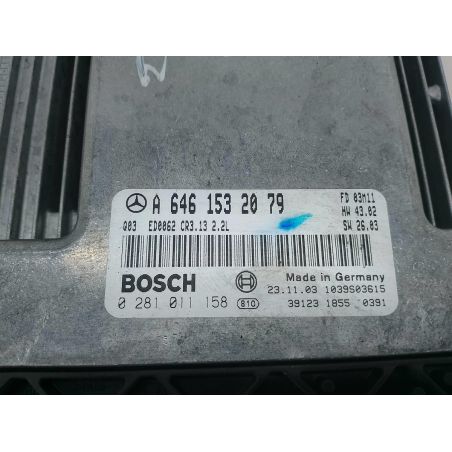 A 646 153 20 79
FD 03M11
HW 43.02
Q03 ED0062 CR3.13 2.2L
SW 26.03
BOSCH
Made in Germany
23.11.03 1039S03615
0 281 011 158 810
39123 1855 0391